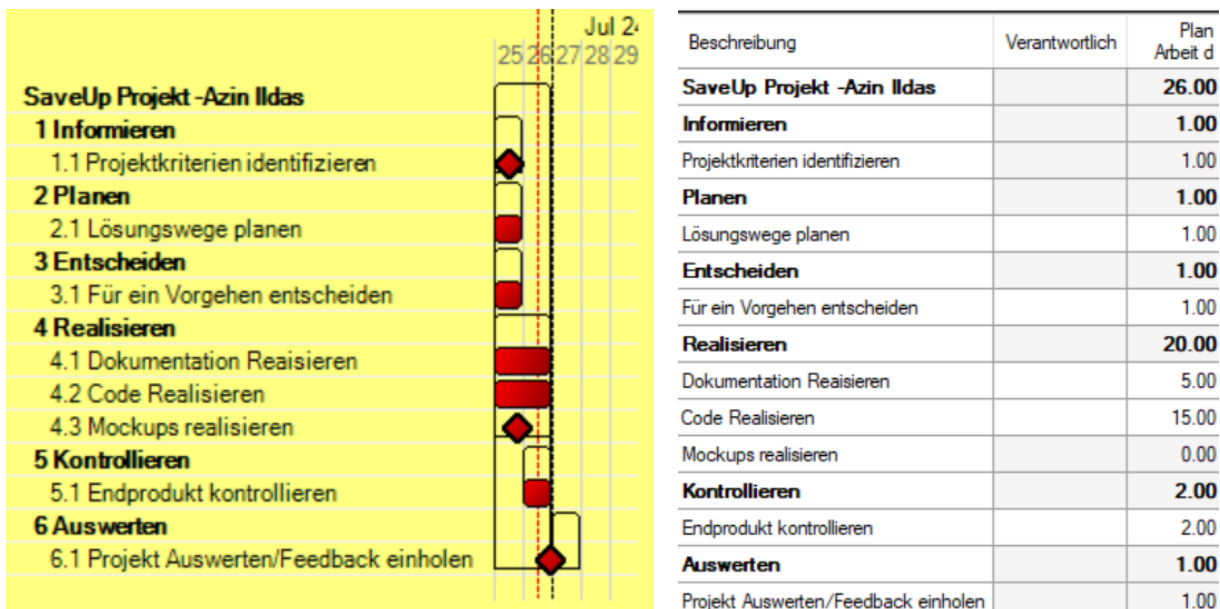 Jul 24
25 26 27 28 29
SaveUp Projekt -Azin Ildas
1 Informieren
1.1 Projektkriterien identifizieren
2 Planen
2.1 Lösungswege planen
3 Entscheiden
3.1 Für ein Vorgehen entscheiden
4 Realisieren
4.1 Dokumentation Reaisieren
4.2 Code Realisieren
4.3 Mockups realisieren
5 Kontrollieren
5.1 Endprodukt kontrollieren
6 Auswerten
6.1 Projekt Auswerten/Feedback einholen
Beschreibung Verantwortlich Plan
Arbeit d
SaveUp Projekt -Azin Ildas 26.00
Informieren 1.00
Projektkriterien identifizieren 1.00
Planen 1.00
Lösungswege planen 1.00
Entscheiden 1.00
Für ein Vorgehen entscheiden 1.00
Realisieren 20.00
Dokumentation Reaisieren 5.00
Code Realisieren 15.00
Mockups realisieren 0.00
Kontrollieren 2.00
Endprodukt kontrollieren 2.00
Auswerten 1.00
Projekt Auswerten/Feedback einholen 1.00